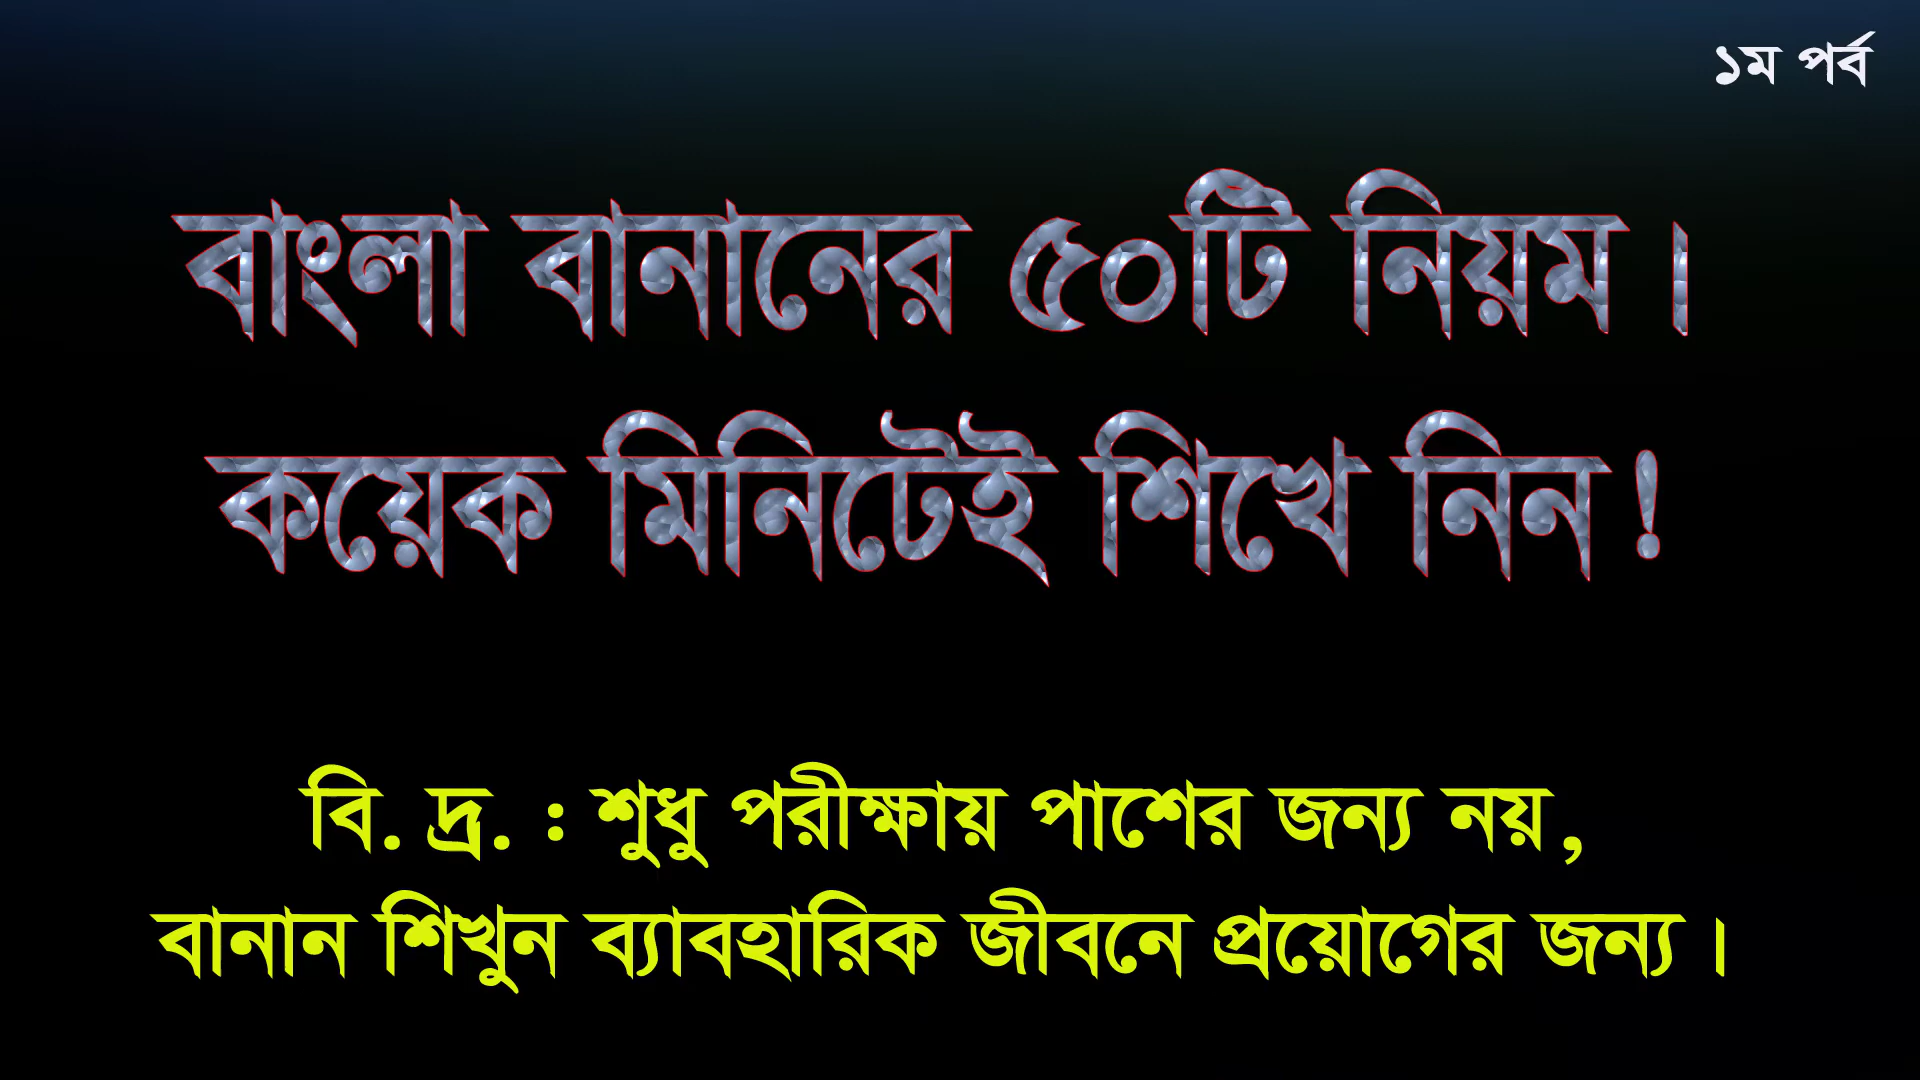 ১ম পর্ব
বাংলা বানানের ৫০টি নিয়ম।
কয়েক মিনিটেই শিখে নিন!
বি. দ্র. : শুধু পরীক্ষায় পাশের জন্য নয়,
বানান শিখুন ব্যাবহারিক জীবনে প্রয়োগের জন্য।